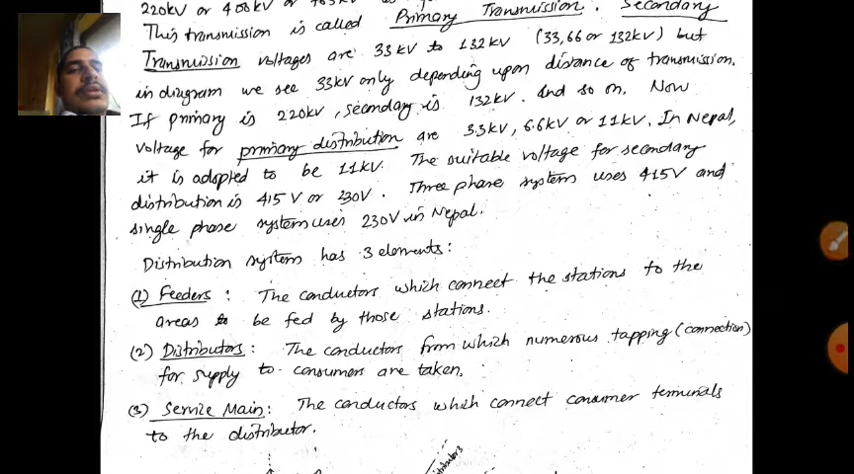 220kV or 400kV or
This transmission is called Primary Transmission. Secondary
Transmission voltages are 33kV to 132kV (33,66 or 132kV) but
in diagram we see 33kV only depending upon distance of transmission.
If primary is 220kV, secondary is 132kV. And so on. Now
voltage for primary distribution are 3.3kV, 6.6kV or 11kV. In Nepal,
it is adopted to be 11kV. The suitable voltage for secondary
distribution is 415V or 230V. Three phase system uses 415V and
single phase system uses 230V in Nepal.
Distribution system has 3 elements:
(1) Feeders: The conductors which connect the stations to the
areas to be fed by those stations.
(2) Distributors: The conductors from which numerous tapping (connection)
for supply to consumers are taken.
(3) Service Main: The conductors which connect consumer terminals
to the distributor.